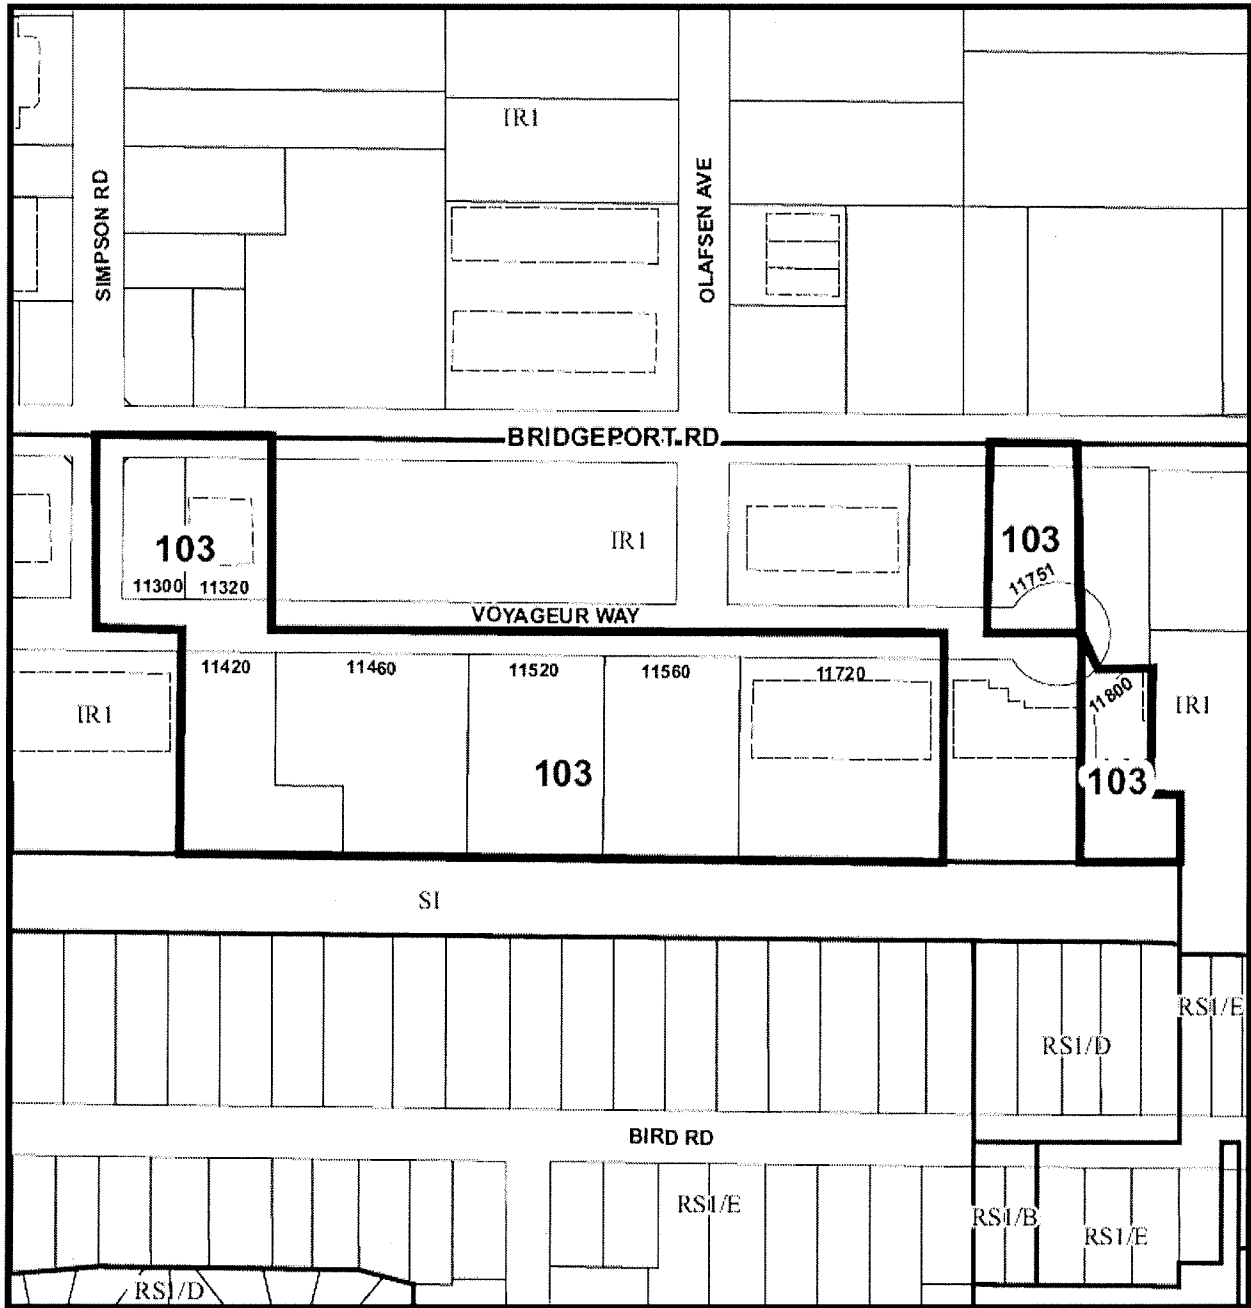 IR1
SIMPSON RD
OLAFSEN AVE
BRIDGEPORT RD
103
IR1
103
11300 11320
11751
VOYAGEUR WAY
11420 11460 11520 11560 11720
11800
IR1
IR1
103
103
SI
RS1/E
RS1/D
BIRD RD
RS1/E
RS1/B
RS1/E
RS1/D